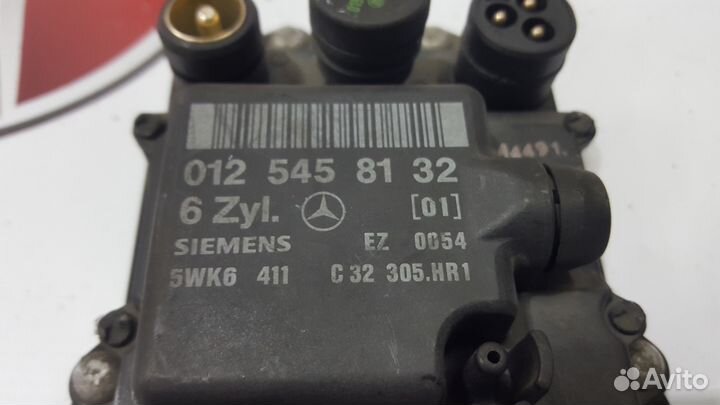 012 545 81 32
6 Zyl. [01]
SIEMENS EZ 0054
5WK6 411 C 32 305.HR1
Avito